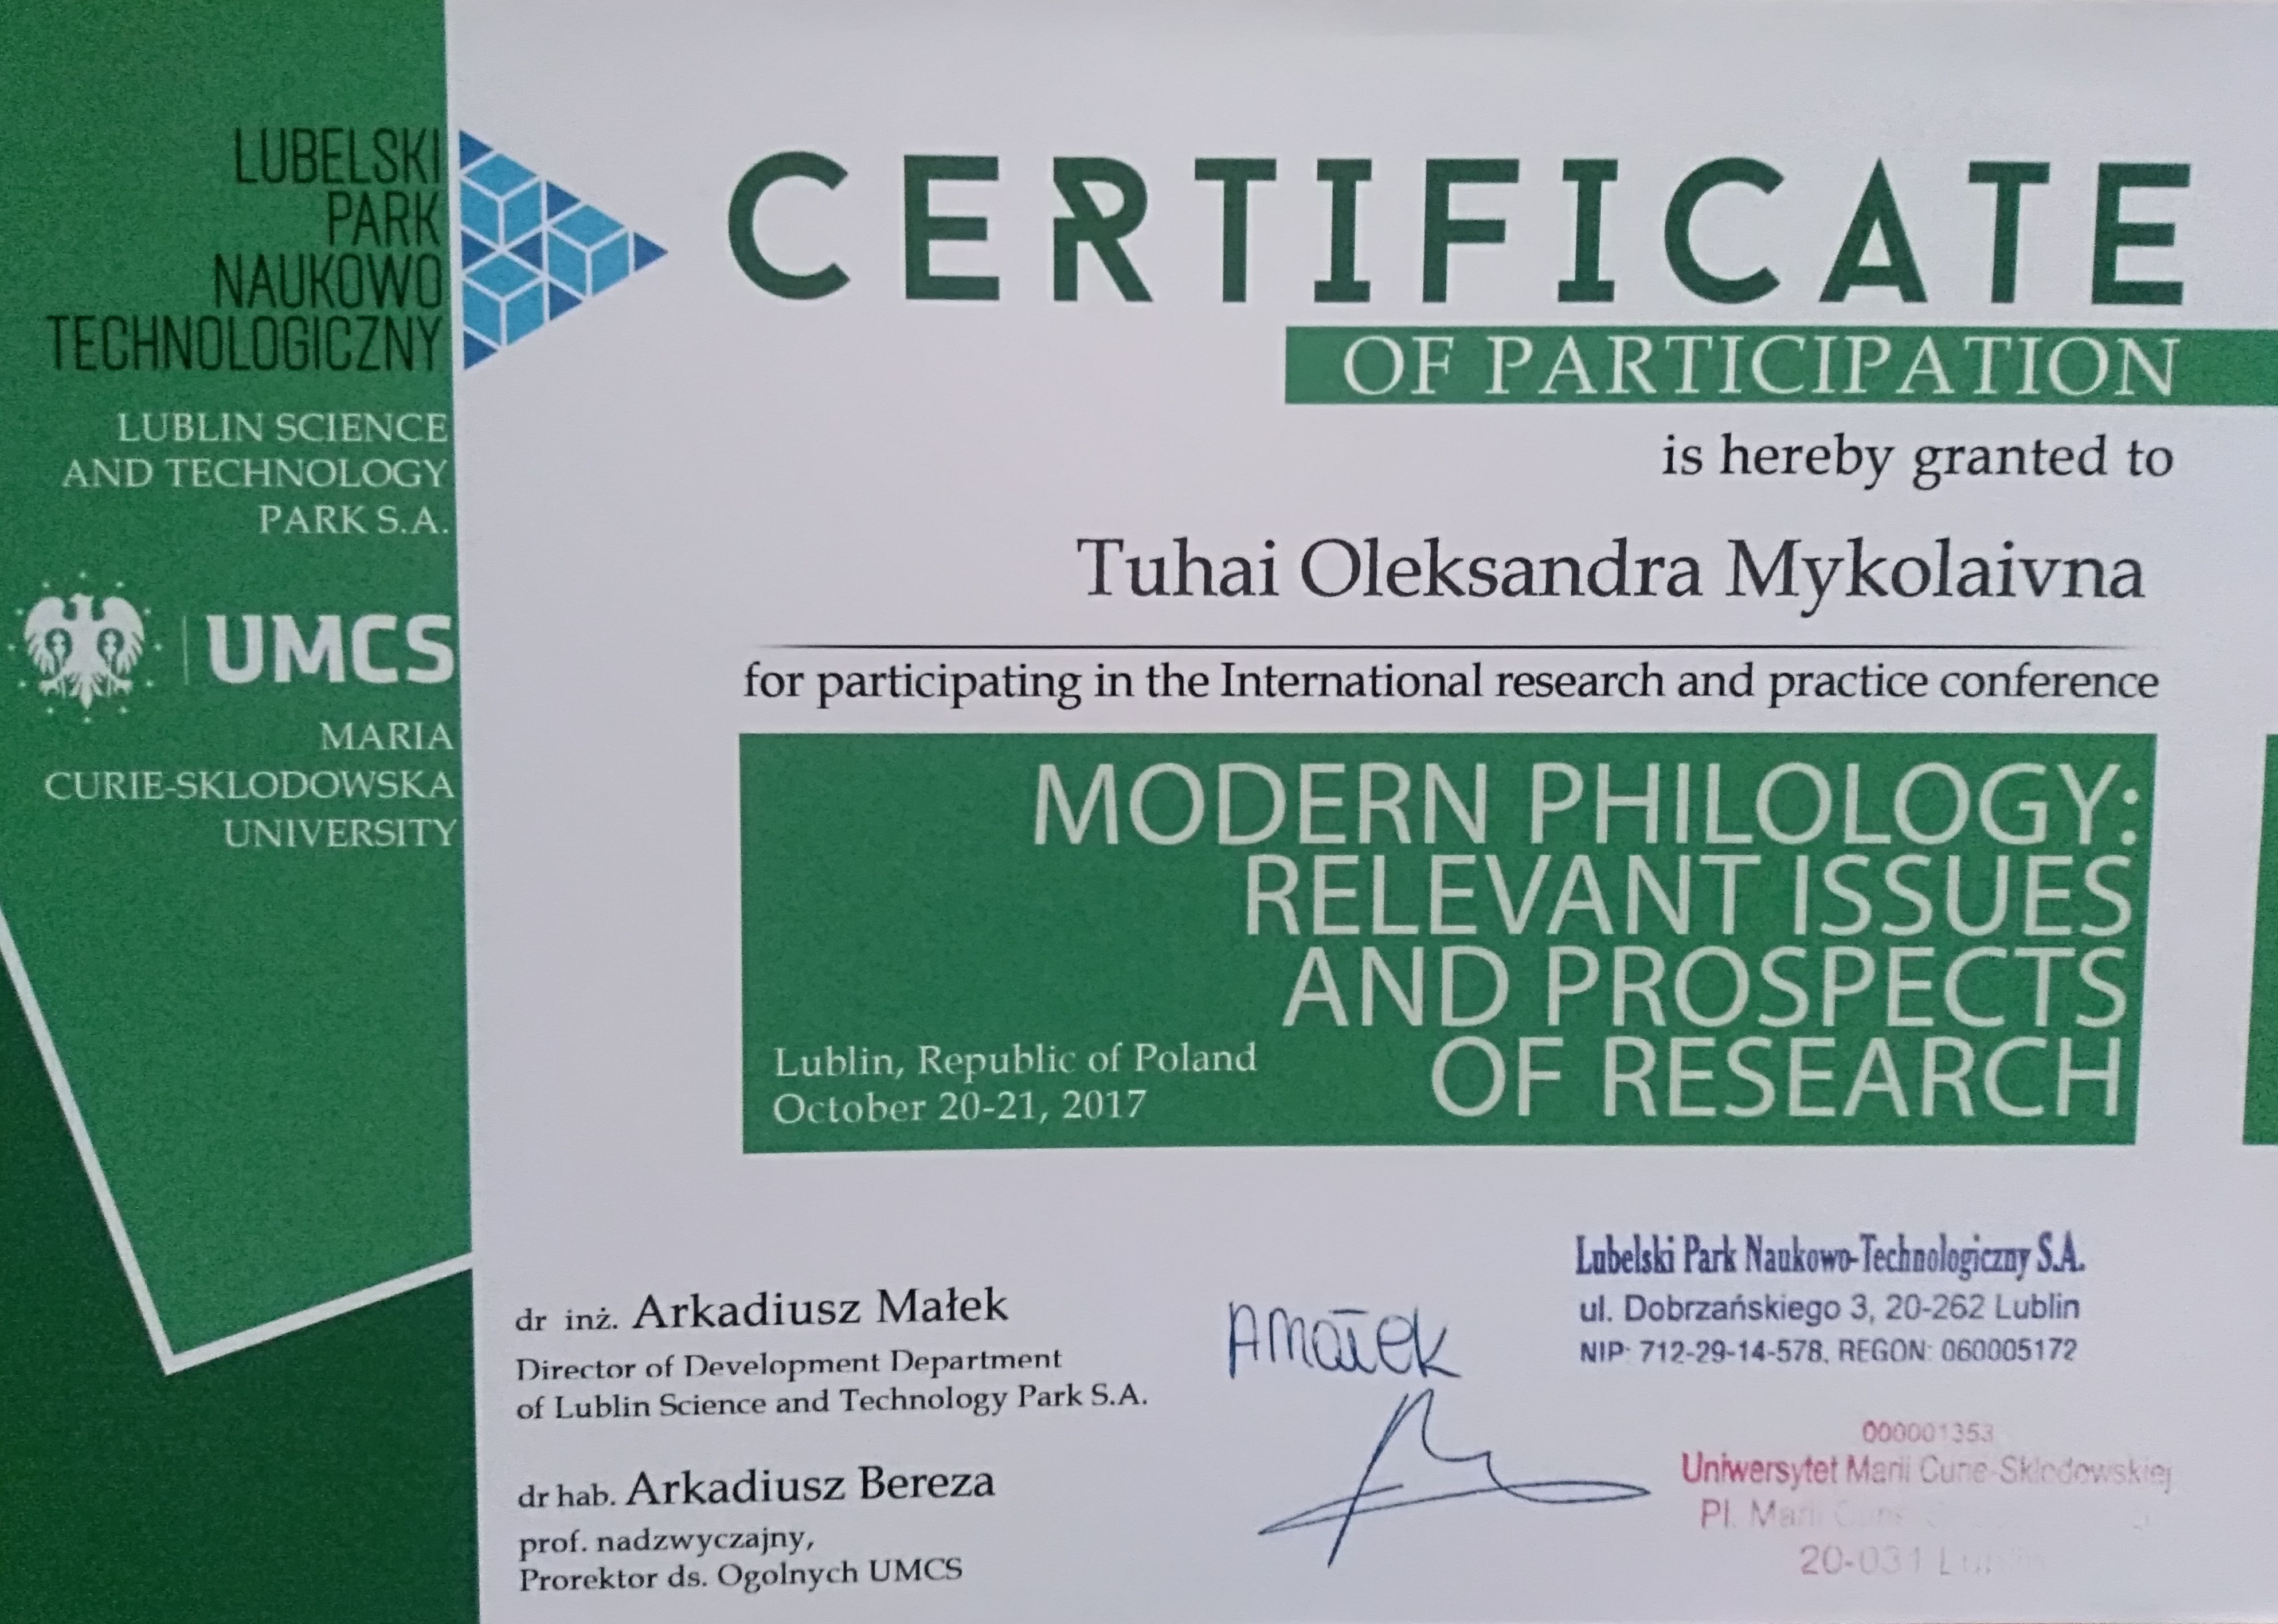 LUBELSKI
PARK
NAUKOWO
TECHNOLOGICZNY
LUBLIN SCIENCE
AND TECHNOLOGY
PARK S.A.
UMCS
MARIA
CURIE-SKLODOWSKA
UNIVERSITY
CERTIFICATE
OF PARTICIPATION
is hereby granted to
Tuhai Oleksandra Mykolaivna
for participating in the International research and practice conference
MODERN PHILOLOGY:
RELEVANT ISSUES
AND PROSPECTS
OF RESEARCH
Lublin, Republic of Poland
October 20-21, 2017
dr inż. Arkadiusz Małek
Director of Development Department
of Lublin Science and Technology Park S.A.
AMałek
dr hab. Arkadiusz Bereza
prof. nadzwyczajny,
Prorektor ds. Ogolnych UMCS
Lubelski Park Naukowo-Technologiczny S.A.
ul. Dobrzańskiego 3, 20-262 Lublin
NIP: 712-29-14-578, REGON: 060005172
000001353
Uniwersytet Marii Curie-Skłodowskiej
Pl. Marii
20-031